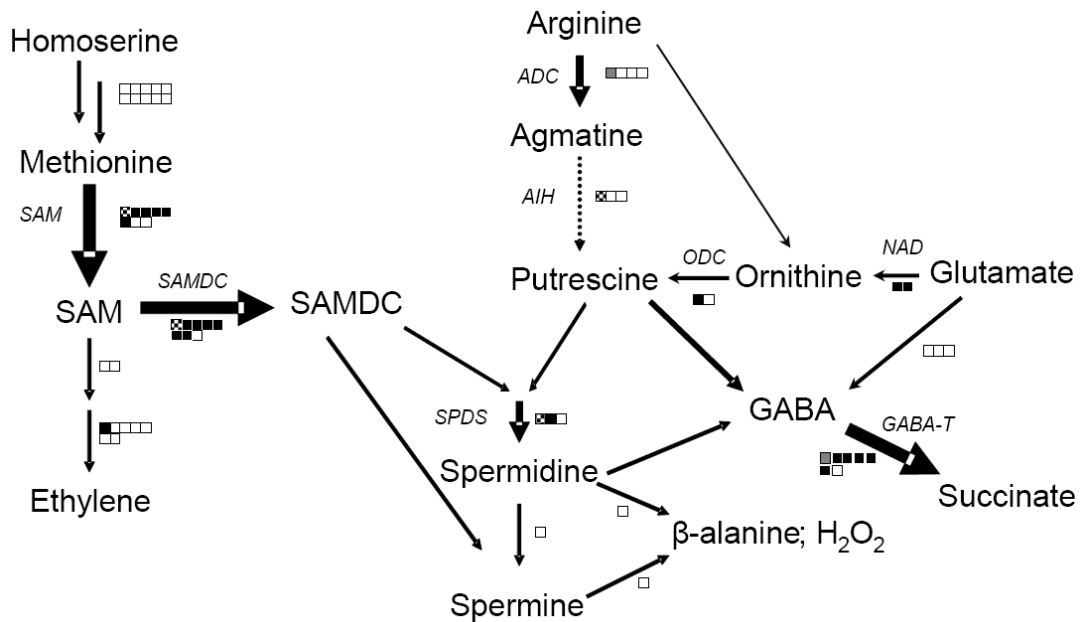 Arginine
Homoserine
ADC
Agmatine
Methionine
SAM
AIH
ODC
NAD
Putrescine
Ornithine
Glutamate
SAMDC
SAM
SAMDC
GABA
SPDS
GABA-T
Spermidine
Ethylene
Succinate
β-alanine; H₂O₂
Spermine